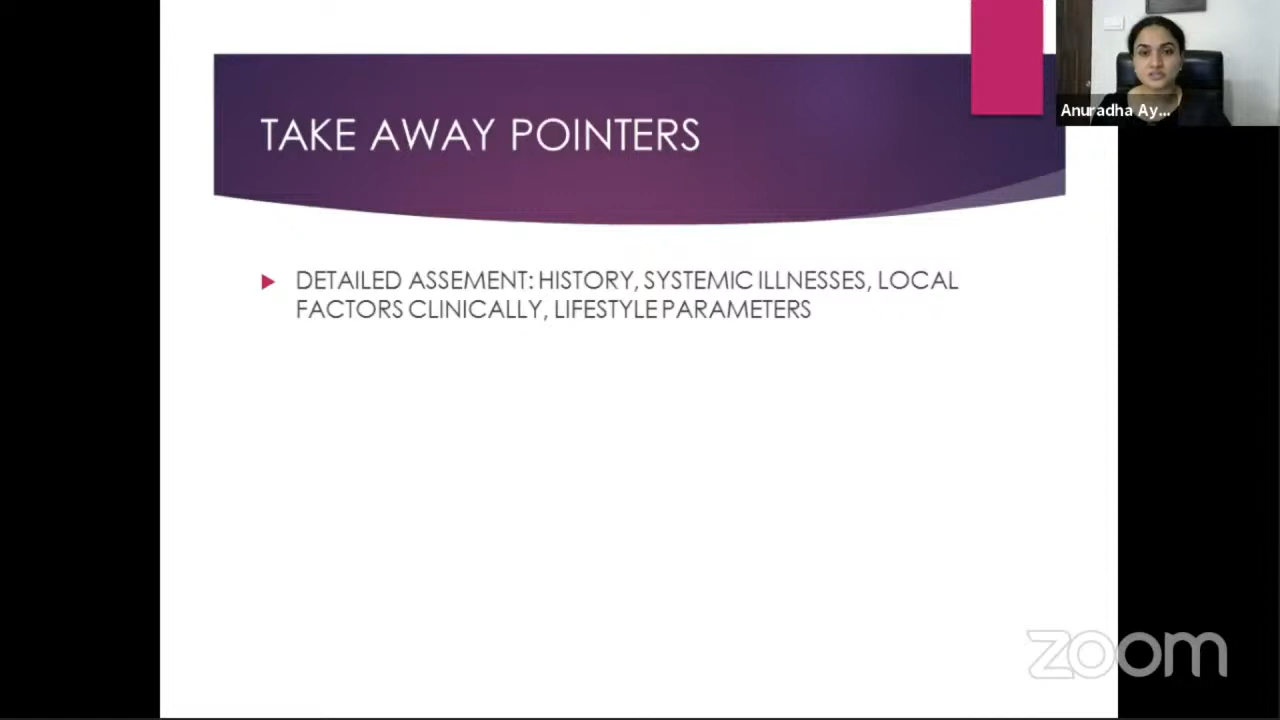 TAKE AWAY POINTERS
Anuradha Ay...
DETAILED ASSEMENT: HISTORY, SYSTEMIC ILLNESSES, LOCAL
FACTORS CLINICALLY, LIFESTYLE PARAMETERS
zoom